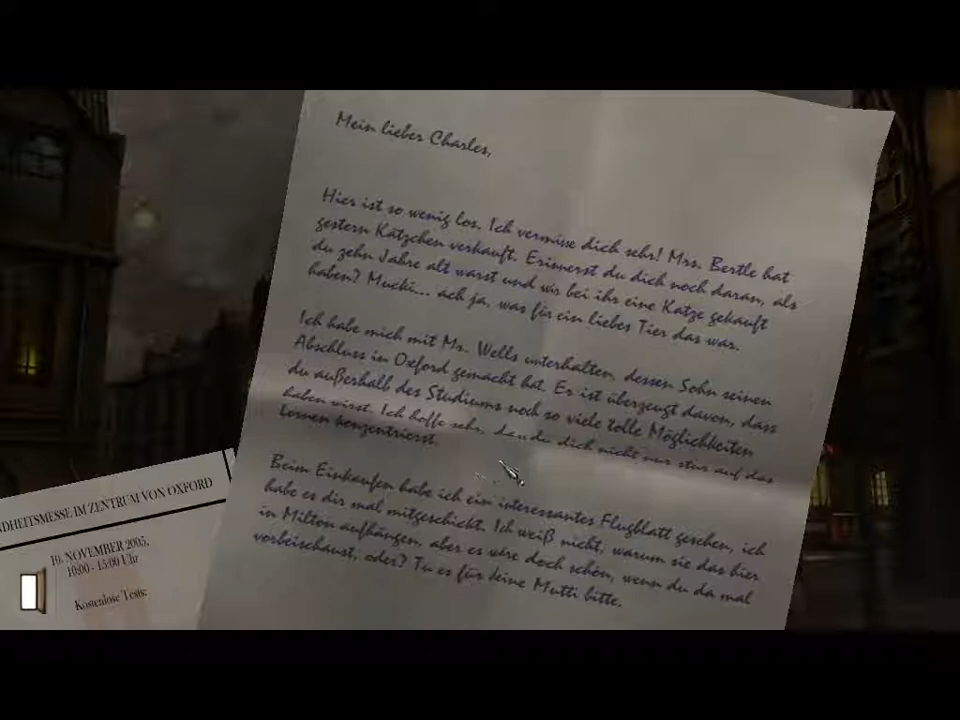 Mein lieber Charles,
Hier ist so wenig los. Ich vermisse dich sehr! Mrs. Bertle hat
gestern Kätzchen verkauft. Erinnerst du dich noch daran, als
du zehn Jahre alt warst und wir bei ihr eine Katze gekauft
haben? Mucki... ach ja, was für ein liebes Tier das war.
Ich habe mich mit Mr. Wells unterhalten, dessen Sohn seinen
Abschluss in Oxford gemacht hat. Er ist überzeugt davon, dass
du außerhalb des Studiums noch so viele tolle Möglichkeiten
haben wirst. Ich hoffe sehr, dass du dich nicht nur stur auf das
Lernen konzentrierst.
Beim Einkaufen habe ich ein interessantes Flugblatt gesehen, ich
habe es dir mal mitgeschickt. Ich weiß nicht, warum sie das hier
in Milton aufhängen, aber es wäre doch schön, wenn du da mal
vorbeischaust, oder? Tu es für deine Mutti bitte.
NDHEITSMESSE IM ZENTRUM VON OXFORD
10. NOVEMBER 2005,
10:00 - 15:00 Uhr
Kostenlose Tests: